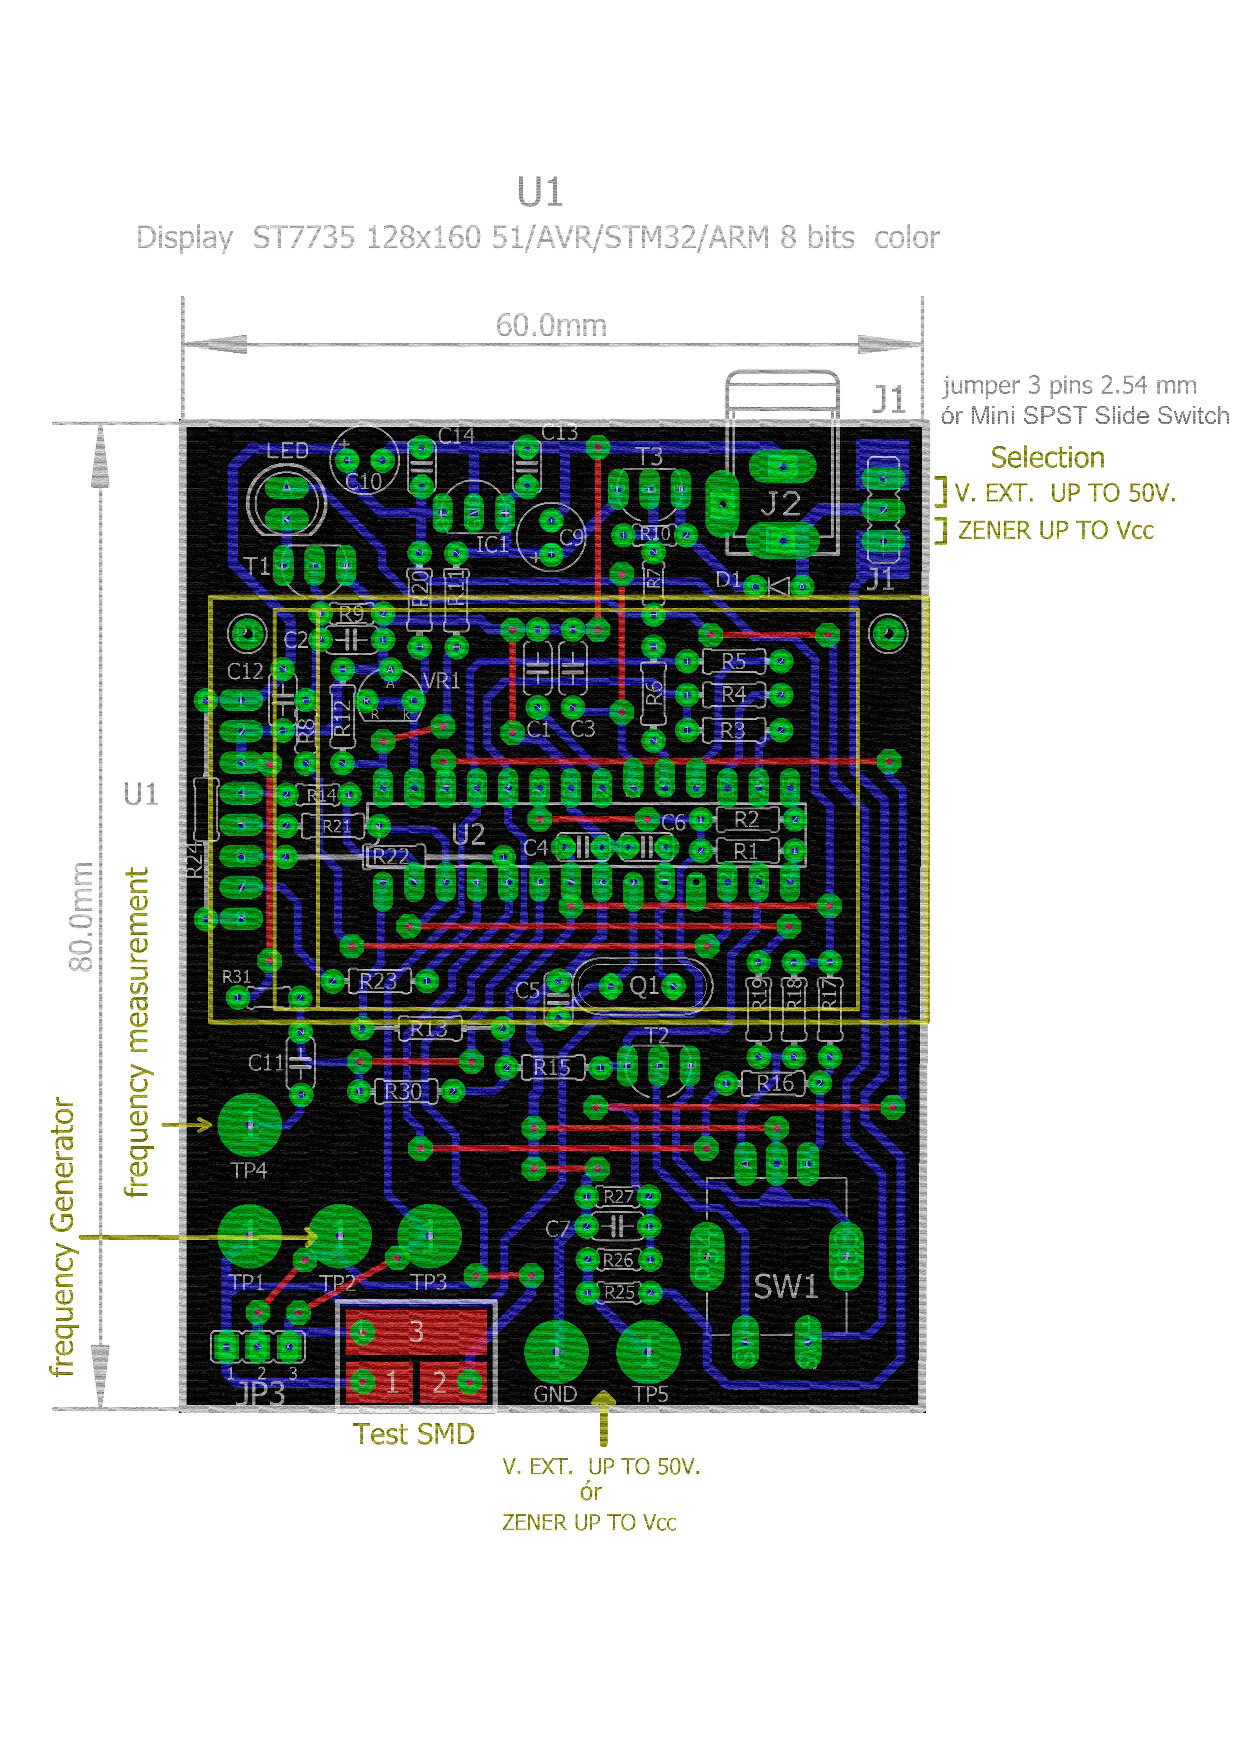 U1
Display ST7735 128x160 51/AVR/STM32/ARM 8 bits color
60.0mm
J1
jumper 3 pins 2.54 mm
ór Mini SPST Slide Switch
Selection
V. EXT. UP TO 50V.
ZENER UP TO Vcc
LED
C14
C13
+
C10
T3
J2
IC1
C9
+
R10
T1
R20
R11
R7
D1
J1
R9
C2
C12
VR1
R5
R4
R6
R12
R8
C1
C3
R3
U1
R14
R21
U2
C6
R2
R24
R22
C4
R1
80.0mm
frequency measurement
R31
R23
C5
Q1
R19
R18
R17
R13
T2
C11
R15
R16
R30
TP4
frequency Generator
R27
C7
R26
TP1
TP2
TP3
R25
SW1
3
1 2 3
JP3
1
2
GND
TP5
Test SMD
V. EXT. UP TO 50V.
ór
ZENER UP TO Vcc